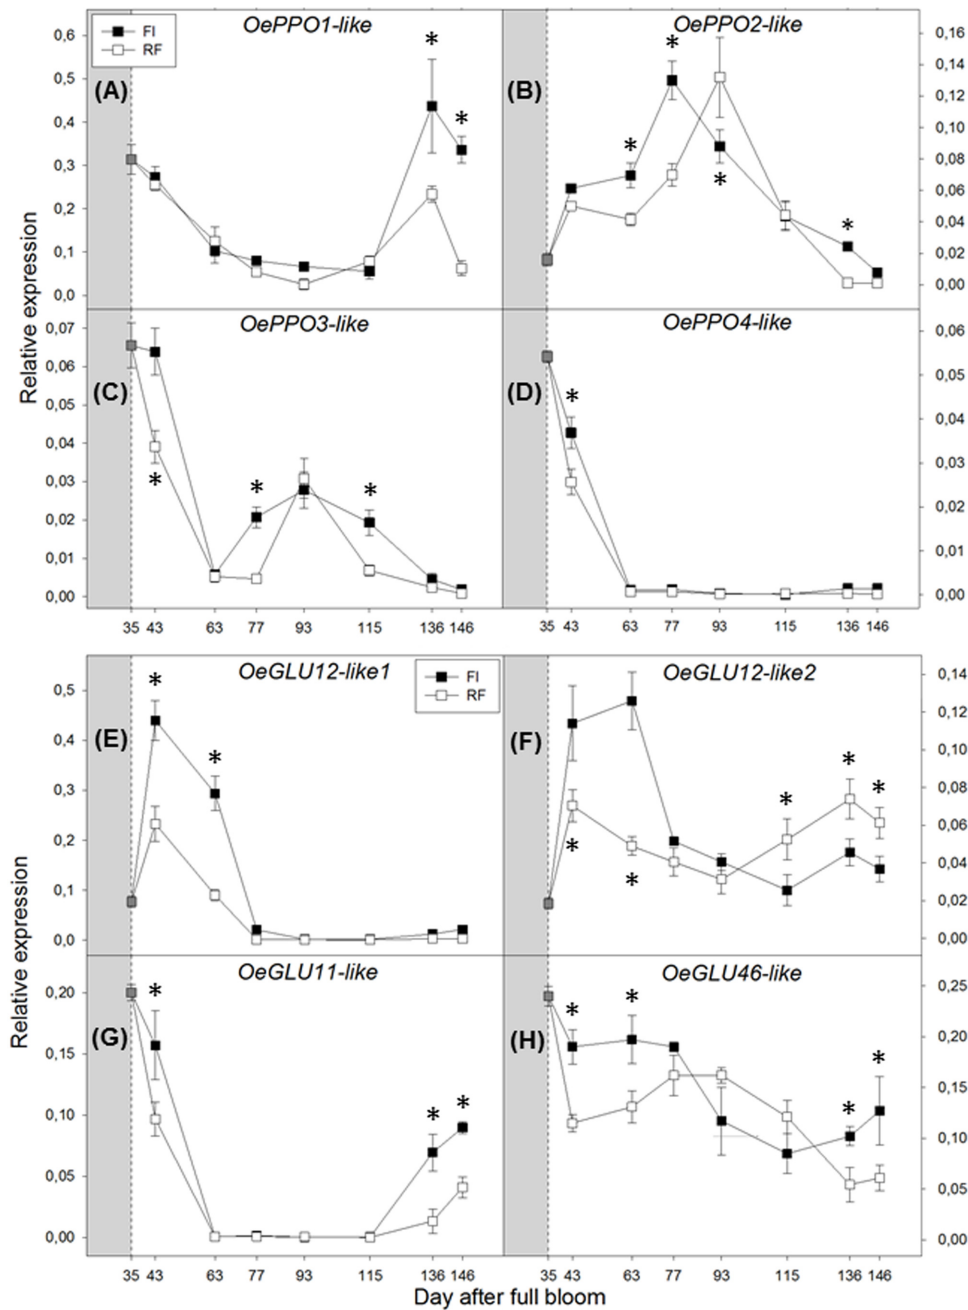 OePPO1-like
OePPO2-like
FI
RF
(A)
(B)
0,6
0,5
0,4
0,3
0,2
0,1
0,0
0,16
0,14
0,12
0,10
0,08
0,06
0,04
0,02
0,00
* *
* * * *
OePPO3-like
OePPO4-like
(C)
(D)
Relative expression
0,07
0,06
0,05
0,04
0,03
0,02
0,01
0,00
0,06
0,05
0,04
0,03
0,02
0,01
0,00
* * *
*
35 43 63 77 93 115 136 146
35 43 63 77 93 115 136 146
OeGLU12-like1
OeGLU12-like2
FI
RF
(E)
(F)
0,5
0,4
0,3
0,2
0,1
0,0
0,14
0,12
0,10
0,08
0,06
0,04
0,02
0,00
* *
* * * * *
OeGLU11-like
OeGLU46-like
(G)
(H)
Relative expression
0,20
0,15
0,10
0,05
0,00
0,25
0,20
0,15
0,10
0,05
0,00
* * *
* * * *
35 43 63 77 93 115 136 146
35 43 63 77 93 115 136 146
Day after full bloom